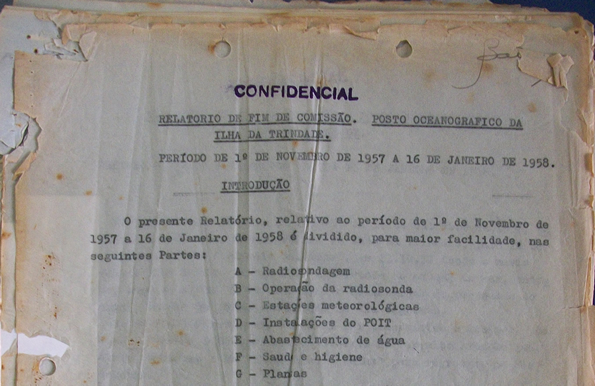 CONFIDENCIAL
RELATORIO DE FIM DE COMISSÃO. POSTO OCEANOGRAFICO DA
ILHA DA TRINDADE.
PERÍODO DE 1º DE NOVEMBRO DE 1957 A 16 DE JANEIRO DE 1958.
INTRODUÇÃO
O presente Relatório, relativo ao período de 1º de Novembro de
1957 a 16 de Janeiro de 1958 é dividido, para maior facilidade, nas
seguintes Partes:
A - Radiosondagem
B - Operação da radiosonda
C - Estações meteorológicas
D - Instalações do POIT
E - Abastecimento de água
F - Saude e higiene
G - Plantas